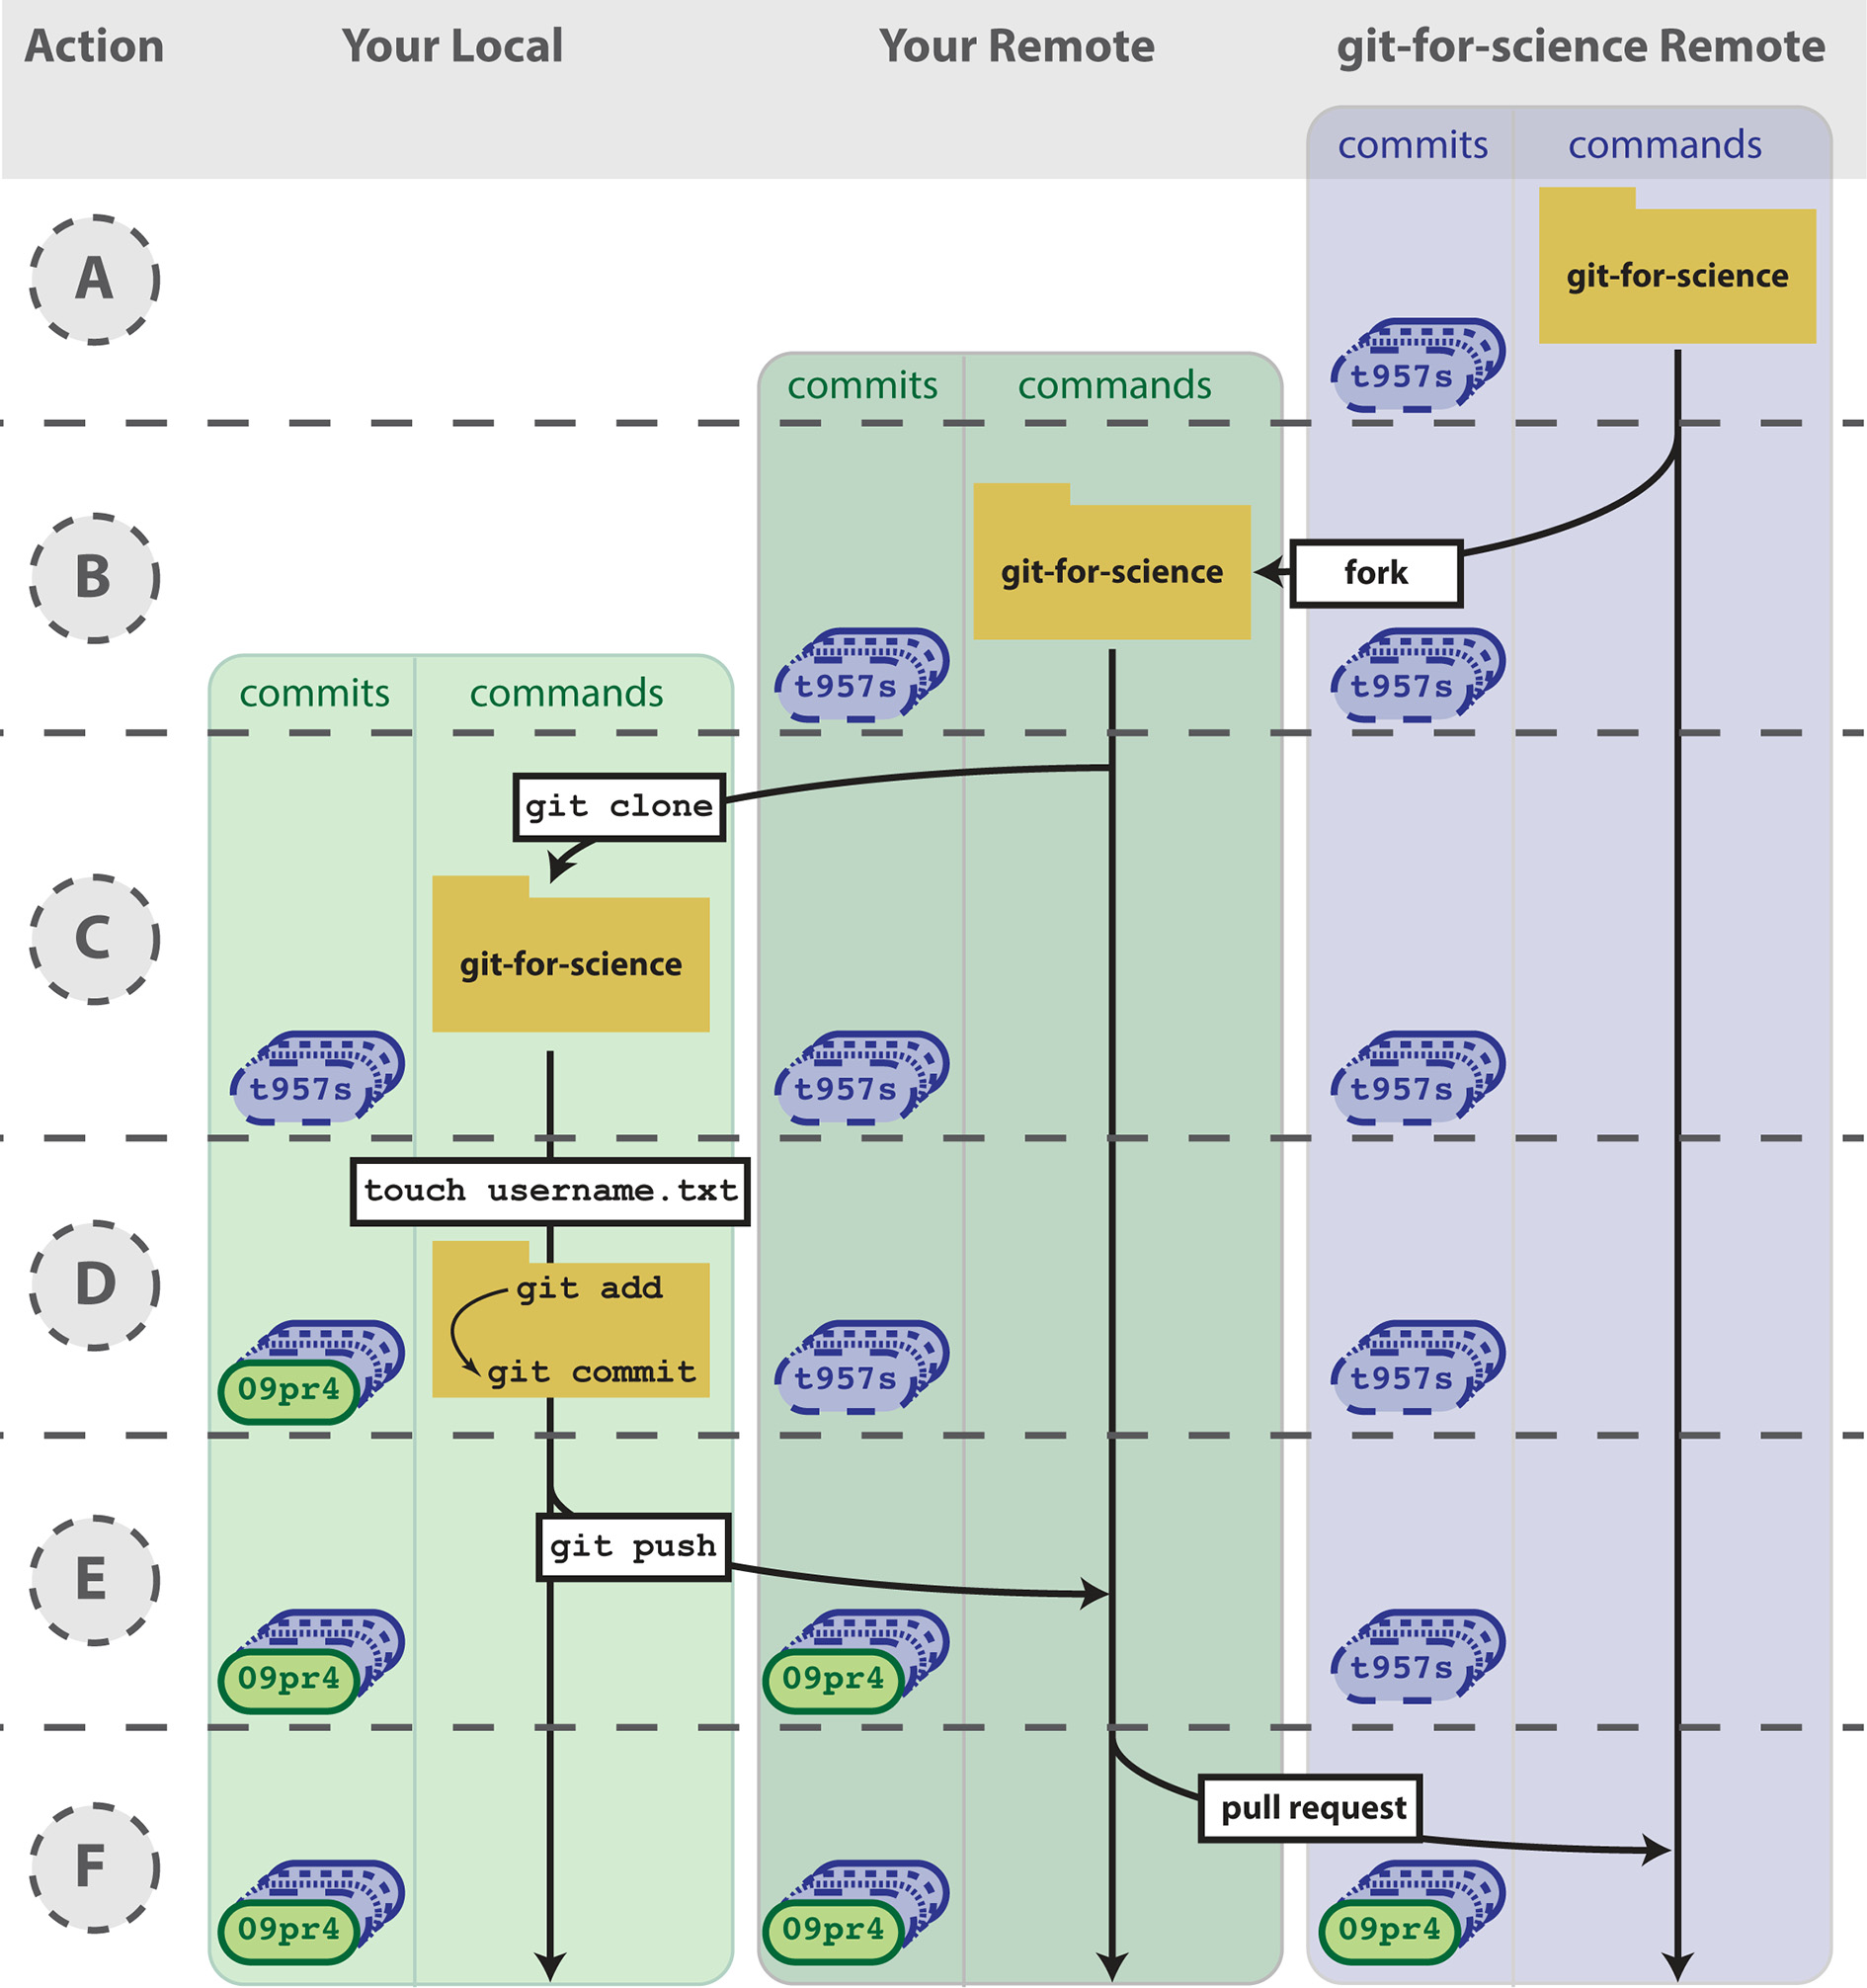 Action
Your Local
Your Remote
git-for-science Remote
commits
commands
A
git-for-science
t957s
commits
commands
B
git-for-science
fork
t957s
t957s
commits
commands
C
git clone
git-for-science
t957s
t957s
t957s
D
touch username.txt
git add
git commit
09pr4
t957s
t957s
E
git push
09pr4
09pr4
t957s
F
pull request
09pr4
09pr4
09pr4